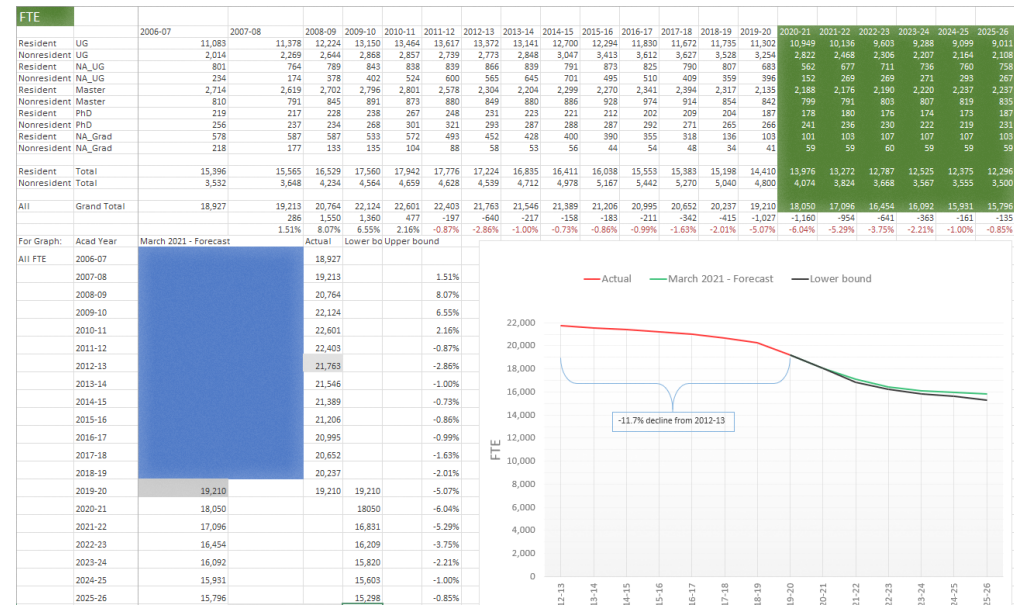 FTE
2006-07 2007-08 2008-09 2009-10 2010-11 2011-12 2012-13 2013-14 2014-15 2015-16 2016-17 2017-18 2018-19 2019-20 2020-21 2021-22 2022-23 2023-24 2024-25 2025-26
Resident UG 11,083 11,378 12,224 13,150 13,464 13,617 13,372 13,141 12,700 12,294 11,830 11,672 11,735 11,302 10,949 10,136 9,603 9,288 9,099 9,011
Nonresident UG 2,014 2,269 2,644 2,868 2,857 2,739 2,773 2,848 3,047 3,413 3,612 3,627 3,528 3,254 2,822 2,468 2,306 2,207 2,164 2,108
Resident NA_UG 801 764 789 843 838 839 866 839 791 873 825 790 807 683 562 677 711 736 760 758
Nonresident NA_UG 234 174 378 402 524 600 565 645 701 495 510 409 359 396 152 269 269 271 293 267
Resident Master 2,714 2,619 2,702 2,796 2,801 2,578 2,304 2,204 2,299 2,270 2,341 2,394 2,317 2,135 2,188 2,176 2,190 2,220 2,237 2,237
Nonresident Master 810 791 845 891 873 880 849 880 886 928 974 914 854 842 799 791 803 807 819 835
Resident PhD 219 217 228 238 267 248 231 223 221 212 202 209 204 187 178 180 176 174 173 187
Nonresident PhD 256 237 234 268 301 321 293 287 288 287 292 271 265 266 241 236 230 222 219 231
Resident NA_Grad 578 587 587 533 572 493 452 428 400 390 355 318 136 103 101 103 107 107 107 103
Nonresident NA_Grad 218 177 133 135 104 88 58 53 56 44 54 48 34 41 59 59 60 59 59 59
Resident Total 15,396 15,565 16,529 17,560 17,942 17,776 17,224 16,835 16,411 16,038 15,553 15,383 15,198 14,410 13,976 13,272 12,787 12,525 12,375 12,296
Nonresident Total 3,532 3,648 4,234 4,564 4,659 4,628 4,539 4,712 4,978 5,167 5,442 5,270 5,040 4,800 4,074 3,824 3,668 3,567 3,555 3,500
All Grand Total 18,927 19,213 20,764 22,124 22,601 22,403 21,763 21,546 21,389 21,206 20,995 20,652 20,237 19,210 18,050 17,096 16,454 16,092 15,931 15,796
286 1,550 1,360 477 -197 -640 -217 -158 -183 -211 -342 -415 -1,027 -1,160 -954 -641 -363 -161 -135
1.51% 8.07% 6.55% 2.16% -0.87% -2.86% -1.00% -0.73% -0.86% -0.99% -1.63% -2.01% -5.07% -6.04% -5.29% -3.75% -2.21% -1.00% -0.85%
For Graph: Acad Year March 2021 - Forecast Actual Lower bo Upper bound
All FTE 2006-07 18,927
2007-08 19,213 1.51%
2008-09 20,764 8.07%
2009-10 22,124 6.55%
2010-11 22,601 2.16%
2011-12 22,403 -0.87%
2012-13 21,763 -2.86%
2013-14 21,546 -1.00%
2014-15 21,389 -0.73%
2015-16 21,206 -0.86%
2016-17 20,995 -0.99%
2017-18 20,652 -1.63%
2018-19 20,237 -2.01%
2019-20 19,210 19,210 19,210 -5.07%
2020-21 18,050 18050 -6.04%
2021-22 17,096 16,831 -5.29%
2022-23 16,454 16,209 -3.75%
2023-24 16,092 15,820 -2.21%
2024-25 15,931 15,603 -1.00%
2025-26 15,796 15,298 -0.85%
Actual March 2021 - Forecast Lower bound
22,000
20,000
18,000
16,000
14,000
12,000
10,000
8,000
6,000
4,000
2,000
0
FTE
-11.7% decline from 2012-13
12-13 13-14 14-15 15-16 16-17 17-18 18-19 19-20 20-21 21-22 22-23 23-24 24-25 25-26